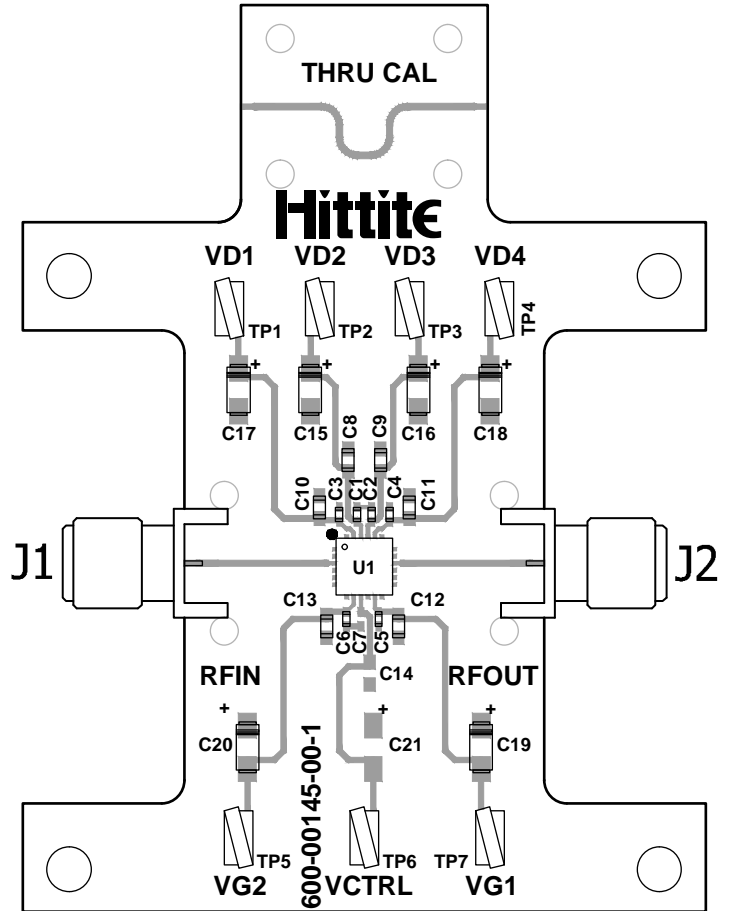 THRU CAL
Hittite
VD1 VD2 VD3 VD4
TP1 TP2 TP3 TP4
+ + + +
C17 C15 C8 C9 C16 C18
C10 C3 C1 C2 C4 C11
J1 U1 J2
C13 C6 C7 C5 C12
RFIN C14 RFOUT
+ + +
C20 C21 C19
600-00145-00-1
TP5 TP6 TP7
VG2 VCTRL VG1